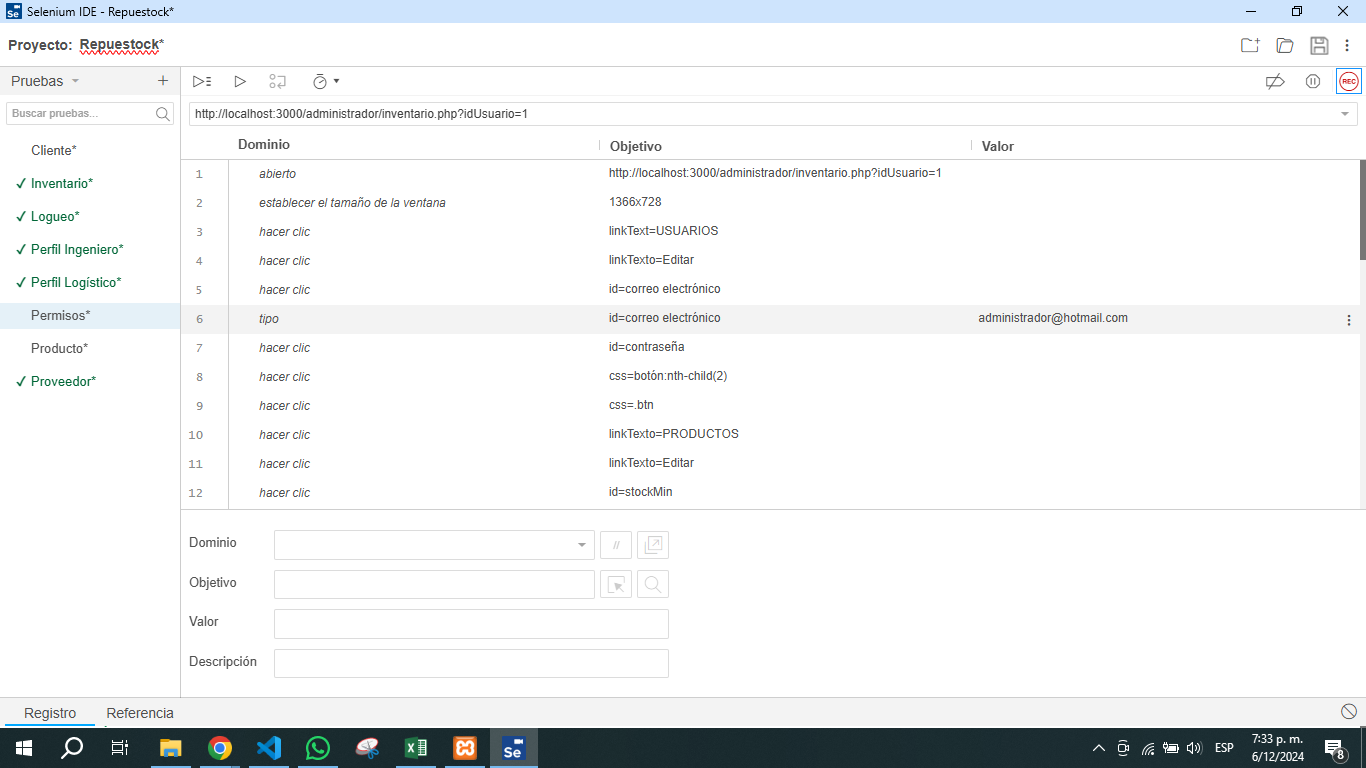 Selenium IDE - Repuestock*
Proyecto: Repuestock*
Pruebas
Buscar pruebas...
Cliente*
Inventario*
Logueo*
Perfil Ingeniero*
Perfil Logístico*
Permisos*
Producto*
Proveedor*
REC
http://localhost:3000/administrador/inventario.php?idUsuario=1
Dominio Objetivo Valor
1 abierto http://localhost:3000/administrador/inventario.php?idUsuario=1
2 establecer el tamaño de la ventana 1366x728
3 hacer clic linkText=USUARIOS
4 hacer clic linkTexto=Editar
5 hacer clic id=correo electrónico
6 tipo id=correo electrónico administrador@hotmail.com
7 hacer clic id=contraseña
8 hacer clic css=botón:nth-child(2)
9 hacer clic css=.btn
10 hacer clic linkTexto=PRODUCTOS
11 hacer clic linkTexto=Editar
12 hacer clic id=stockMin
Dominio //
Objetivo
Valor
Descripción
Registro Referencia
Se ESP 7:33 p. m.
6/12/2024 8